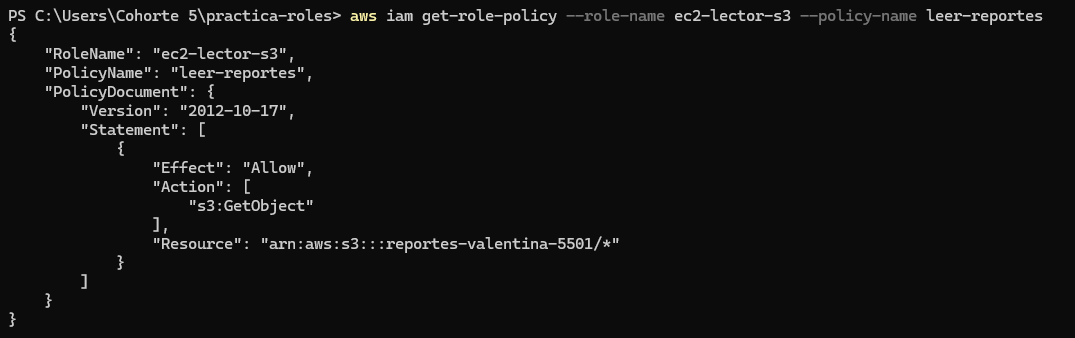 PS C:\Users\Cohorte 5\practica-roles> aws iam get-role-policy --role-name ec2-lector-s3 --policy-name leer-reportes
{
    "RoleName": "ec2-lector-s3",
    "PolicyName": "leer-reportes",
    "PolicyDocument": {
        "Version": "2012-10-17",
        "Statement": [
            {
                "Effect": "Allow",
                "Action": [
                    "s3:GetObject"
                ],
                "Resource": "arn:aws:s3:::reportes-valentina-5501/*"
            }
        ]
    }
}